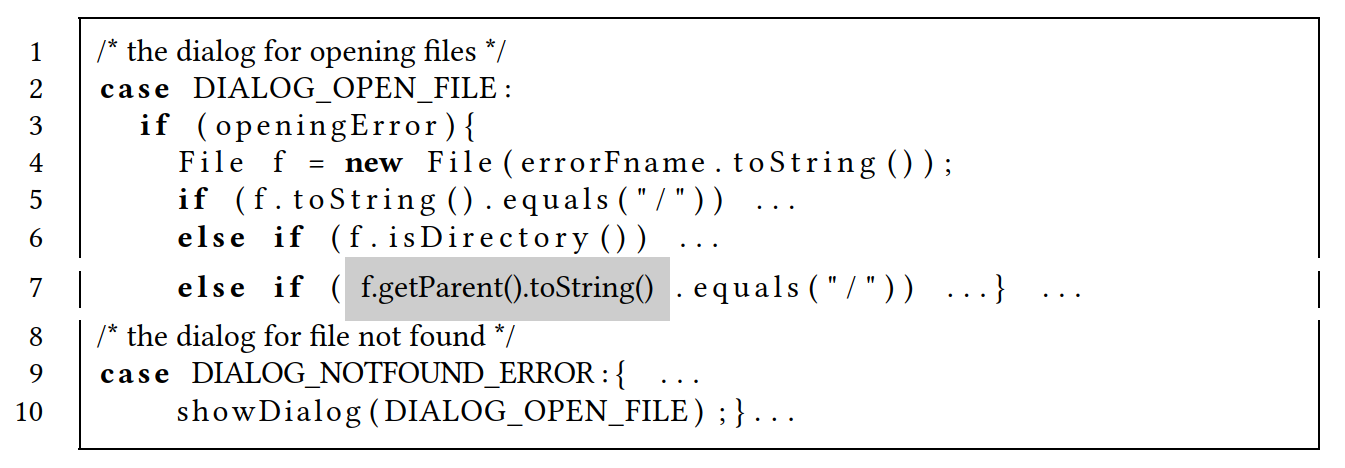 1 /* the dialog for opening files */
2 case DIALOG_OPEN_FILE:
3 if (openingError){
4 File f = new File(errorFname.toString());
5 if (f.toString().equals("/")) ...
6 else if (f.isDirectory()) ...
7 else if ( f.getParent().toString() .equals("/")) ...} ...
8 /* the dialog for file not found */
9 case DIALOG_NOTFOUND_ERROR:{ ...
10 showDialog(DIALOG_OPEN_FILE);}...